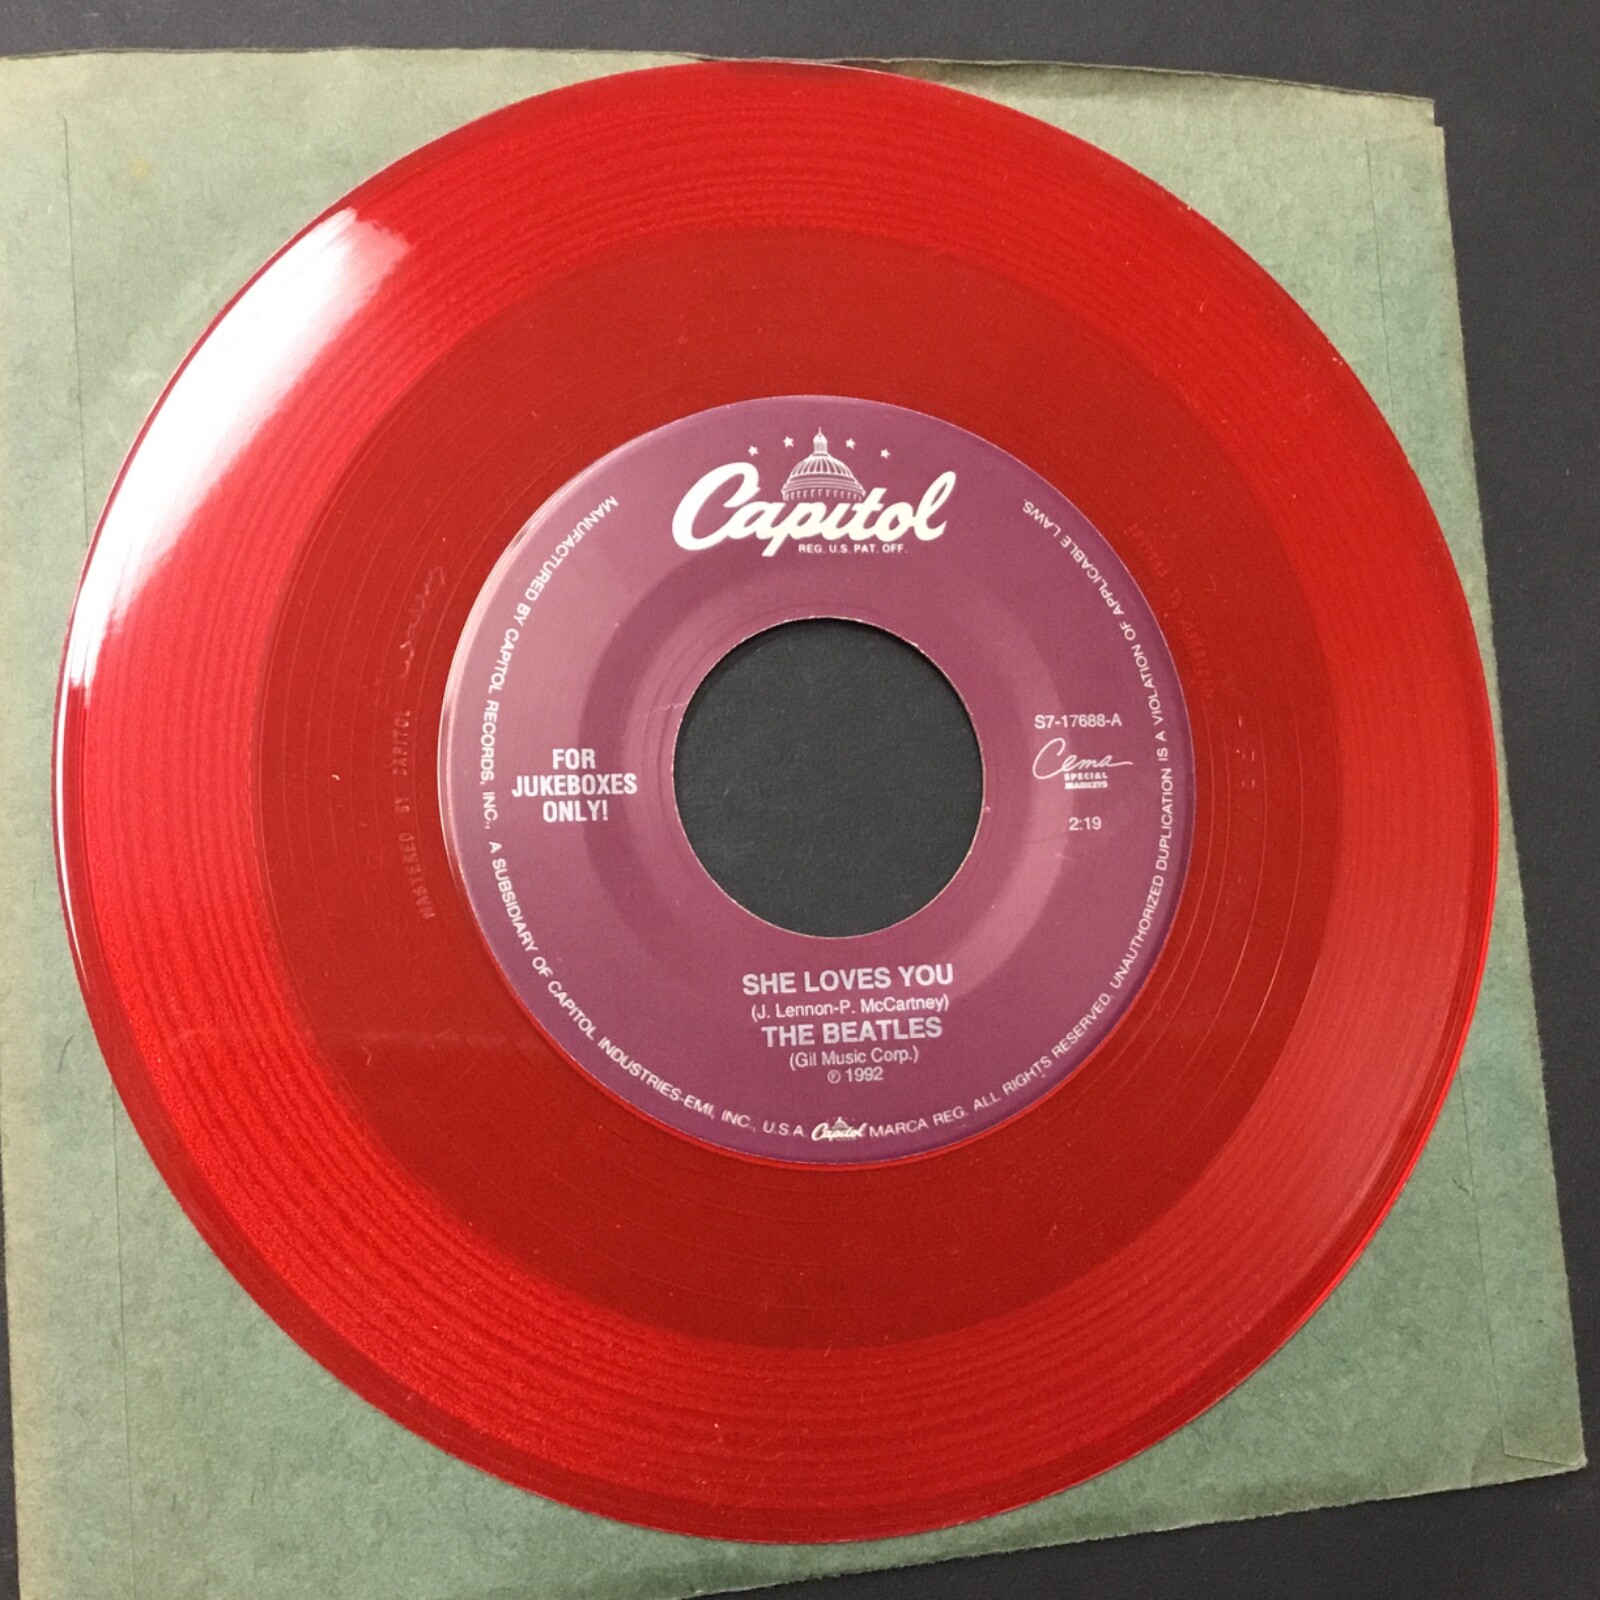 Capitol
REG. U.S. PAT. OFF.
FOR
JUKEBOXES
ONLY!
S7-17688-A
Cema
SPECIAL
MARKETS
2:19
SHE LOVES YOU
(J. Lennon-P. McCartney)
THE BEATLES
(Gil Music Corp.)
℗ 1992
MANUFACTURED BY CAPITOL RECORDS, INC., A SUBSIDIARY OF CAPITOL INDUSTRIES-EMI, INC., U.S.A Capitol MARCA REG. ALL RIGHTS RESERVED. UNAUTHORIZED DUPLICATION IS A VIOLATION OF APPLICABLE LAWS.
MASTERED BY CAPITOL